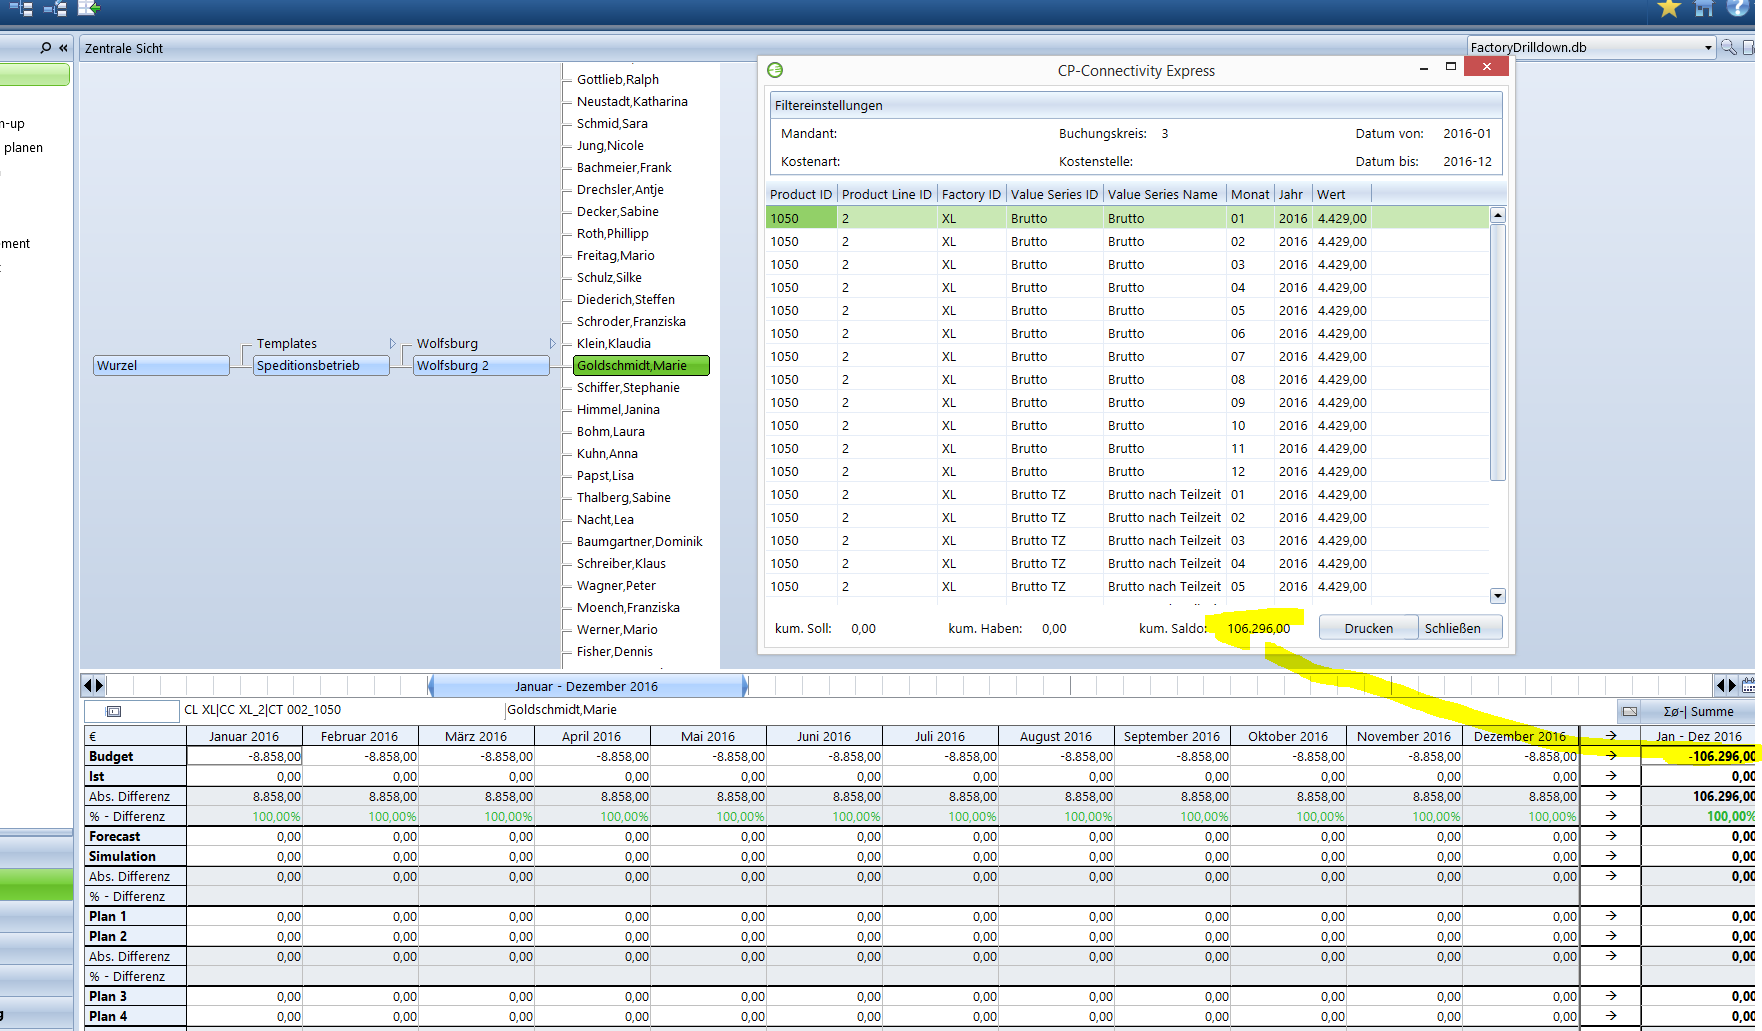 Zentrale Sicht
FactoryDrilldown.db
n-up
planen
ement
Wurzel
Templates
Speditionsbetrieb
Wolfsburg
Wolfsburg 2
Gottlieb,Ralph
Neustadt,Katharina
Schmid,Sara
Jung,Nicole
Bachmeier,Frank
Drechsler,Antje
Decker,Sabine
Roth,Phillipp
Freitag,Mario
Schulz,Silke
Diederich,Steffen
Schroder,Franziska
Klein,Klaudia
Goldschmidt,Marie
Schiffer,Stephanie
Himmel,Janina
Bohm,Laura
Kuhn,Anna
Papst,Lisa
Thalberg,Sabine
Nacht,Lea
Baumgartner,Dominik
Schreiber,Klaus
Wagner,Peter
Moench,Franziska
Werner,Mario
Fisher,Dennis
CP-Connectivity Express
Filtereinstellungen
Mandant: Buchungskreis: 3 Datum von: 2016-01
Kostenart: Kostenstelle: Datum bis: 2016-12
Product ID Product Line ID Factory ID Value Series ID Value Series Name Monat Jahr Wert
1050 2 XL Brutto Brutto 01 2016 4.429,00
1050 2 XL Brutto Brutto 02 2016 4.429,00
1050 2 XL Brutto Brutto 03 2016 4.429,00
1050 2 XL Brutto Brutto 04 2016 4.429,00
1050 2 XL Brutto Brutto 05 2016 4.429,00
1050 2 XL Brutto Brutto 06 2016 4.429,00
1050 2 XL Brutto Brutto 07 2016 4.429,00
1050 2 XL Brutto Brutto 08 2016 4.429,00
1050 2 XL Brutto Brutto 09 2016 4.429,00
1050 2 XL Brutto Brutto 10 2016 4.429,00
1050 2 XL Brutto Brutto 11 2016 4.429,00
1050 2 XL Brutto Brutto 12 2016 4.429,00
1050 2 XL Brutto TZ Brutto nach Teilzeit 01 2016 4.429,00
1050 2 XL Brutto TZ Brutto nach Teilzeit 02 2016 4.429,00
1050 2 XL Brutto TZ Brutto nach Teilzeit 03 2016 4.429,00
1050 2 XL Brutto TZ Brutto nach Teilzeit 04 2016 4.429,00
1050 2 XL Brutto TZ Brutto nach Teilzeit 05 2016 4.429,00
kum. Soll: 0,00 kum. Haben: 0,00 kum. Saldo: 106.296,00 Drucken Schließen
Januar - Dezember 2016
CL XL|CC XL_2|CT 002_1050 Goldschmidt,Marie Σø-| Summe
€ Januar 2016 Februar 2016 März 2016 April 2016 Mai 2016 Juni 2016 Juli 2016 August 2016 September 2016 Oktober 2016 November 2016 Dezember 2016 → Jan - Dez 2016
Budget -8.858,00 -8.858,00 -8.858,00 -8.858,00 -8.858,00 -8.858,00 -8.858,00 -8.858,00 -8.858,00 -8.858,00 -8.858,00 -8.858,00 → -106.296,00
Ist 0,00 0,00 0,00 0,00 0,00 0,00 0,00 0,00 0,00 0,00 0,00 0,00 → 0,00
Abs. Differenz 8.858,00 8.858,00 8.858,00 8.858,00 8.858,00 8.858,00 8.858,00 8.858,00 8.858,00 8.858,00 8.858,00 8.858,00 → 106.296,00
% - Differenz 100,00% 100,00% 100,00% 100,00% 100,00% 100,00% 100,00% 100,00% 100,00% 100,00% 100,00% 100,00% → 100,00%
Forecast 0,00 0,00 0,00 0,00 0,00 0,00 0,00 0,00 0,00 0,00 0,00 0,00 → 0,00
Simulation 0,00 0,00 0,00 0,00 0,00 0,00 0,00 0,00 0,00 0,00 0,00 0,00 → 0,00
Abs. Differenz 0,00 0,00 0,00 0,00 0,00 0,00 0,00 0,00 0,00 0,00 0,00 0,00 → 0,00
% - Differenz
Plan 1 0,00 0,00 0,00 0,00 0,00 0,00 0,00 0,00 0,00 0,00 0,00 0,00 → 0,00
Plan 2 0,00 0,00 0,00 0,00 0,00 0,00 0,00 0,00 0,00 0,00 0,00 0,00 → 0,00
Abs. Differenz 0,00 0,00 0,00 0,00 0,00 0,00 0,00 0,00 0,00 0,00 0,00 0,00 → 0,00
% - Differenz
Plan 3 0,00 0,00 0,00 0,00 0,00 0,00 0,00 0,00 0,00 0,00 0,00 0,00 → 0,00
Plan 4 0,00 0,00 0,00 0,00 0,00 0,00 0,00 0,00 0,00 0,00 0,00 0,00 → 0,00